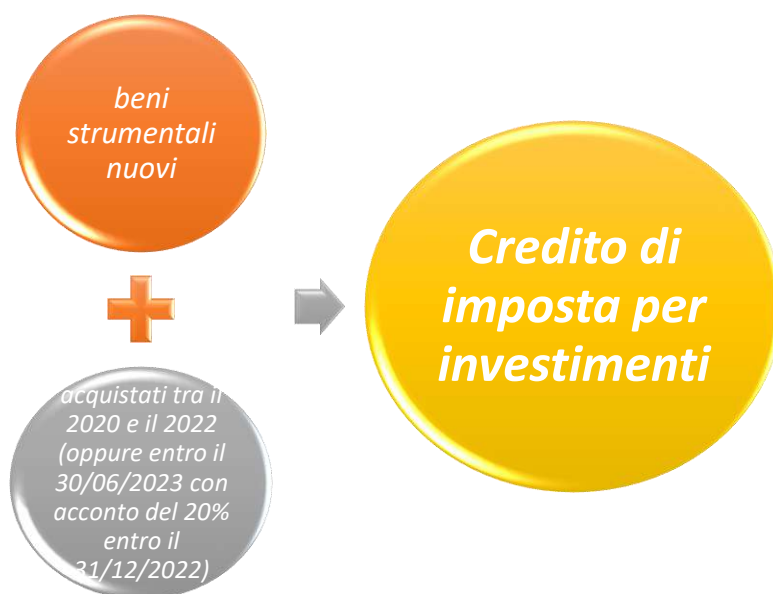 beni
strumentali
nuovi
acquistati tra il
2020 e il 2022
(oppure entro il
30/06/2023 con
acconto del 20%
entro il
31/12/2022)
Credito di
imposta per
investimenti